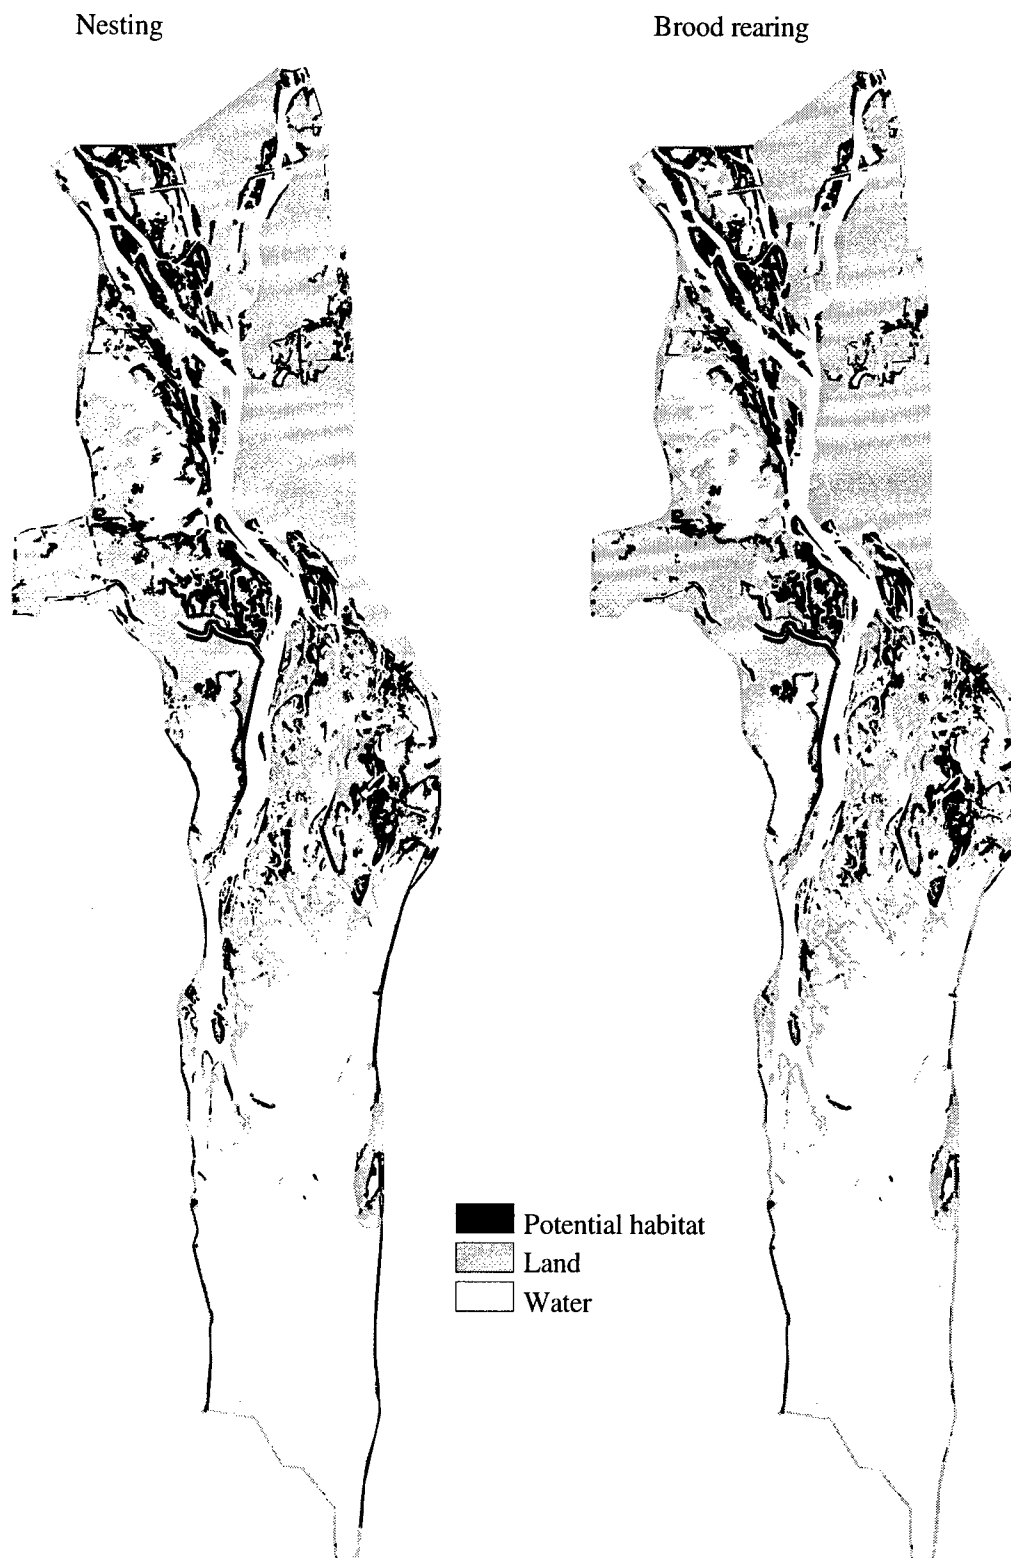 Nesting
Brood rearing
Potential habitat
Land
Water